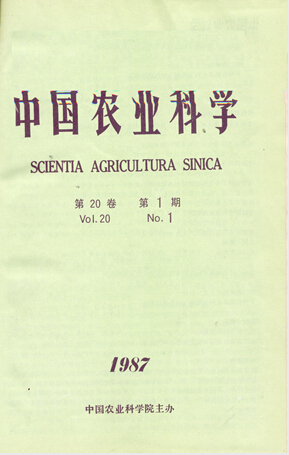 中国农业科学
SCIENTIA AGRICULTURA SINICA
第20卷 第1期
Vol.20 No.1
1987
中国农业科学院主办